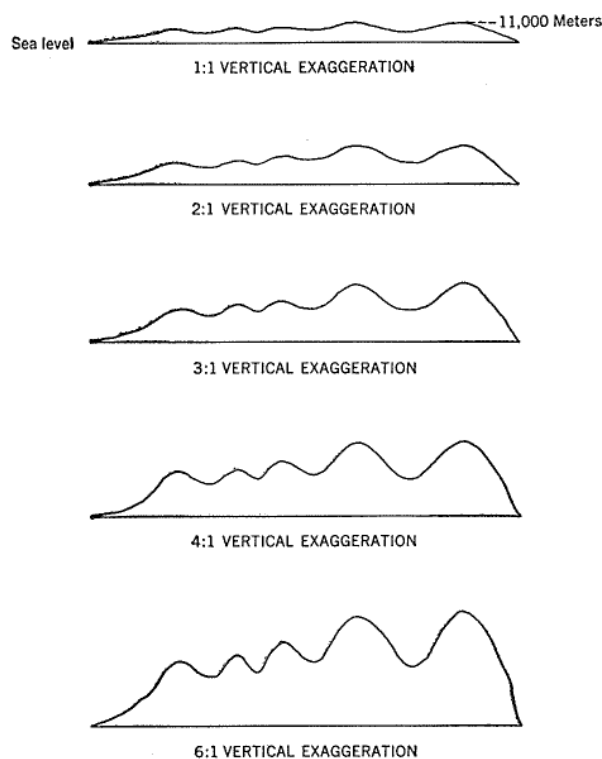 11,000 Meters
Sea level
1:1 VERTICAL EXAGGERATION
2:1 VERTICAL EXAGGERATION
3:1 VERTICAL EXAGGERATION
4:1 VERTICAL EXAGGERATION
6:1 VERTICAL EXAGGERATION